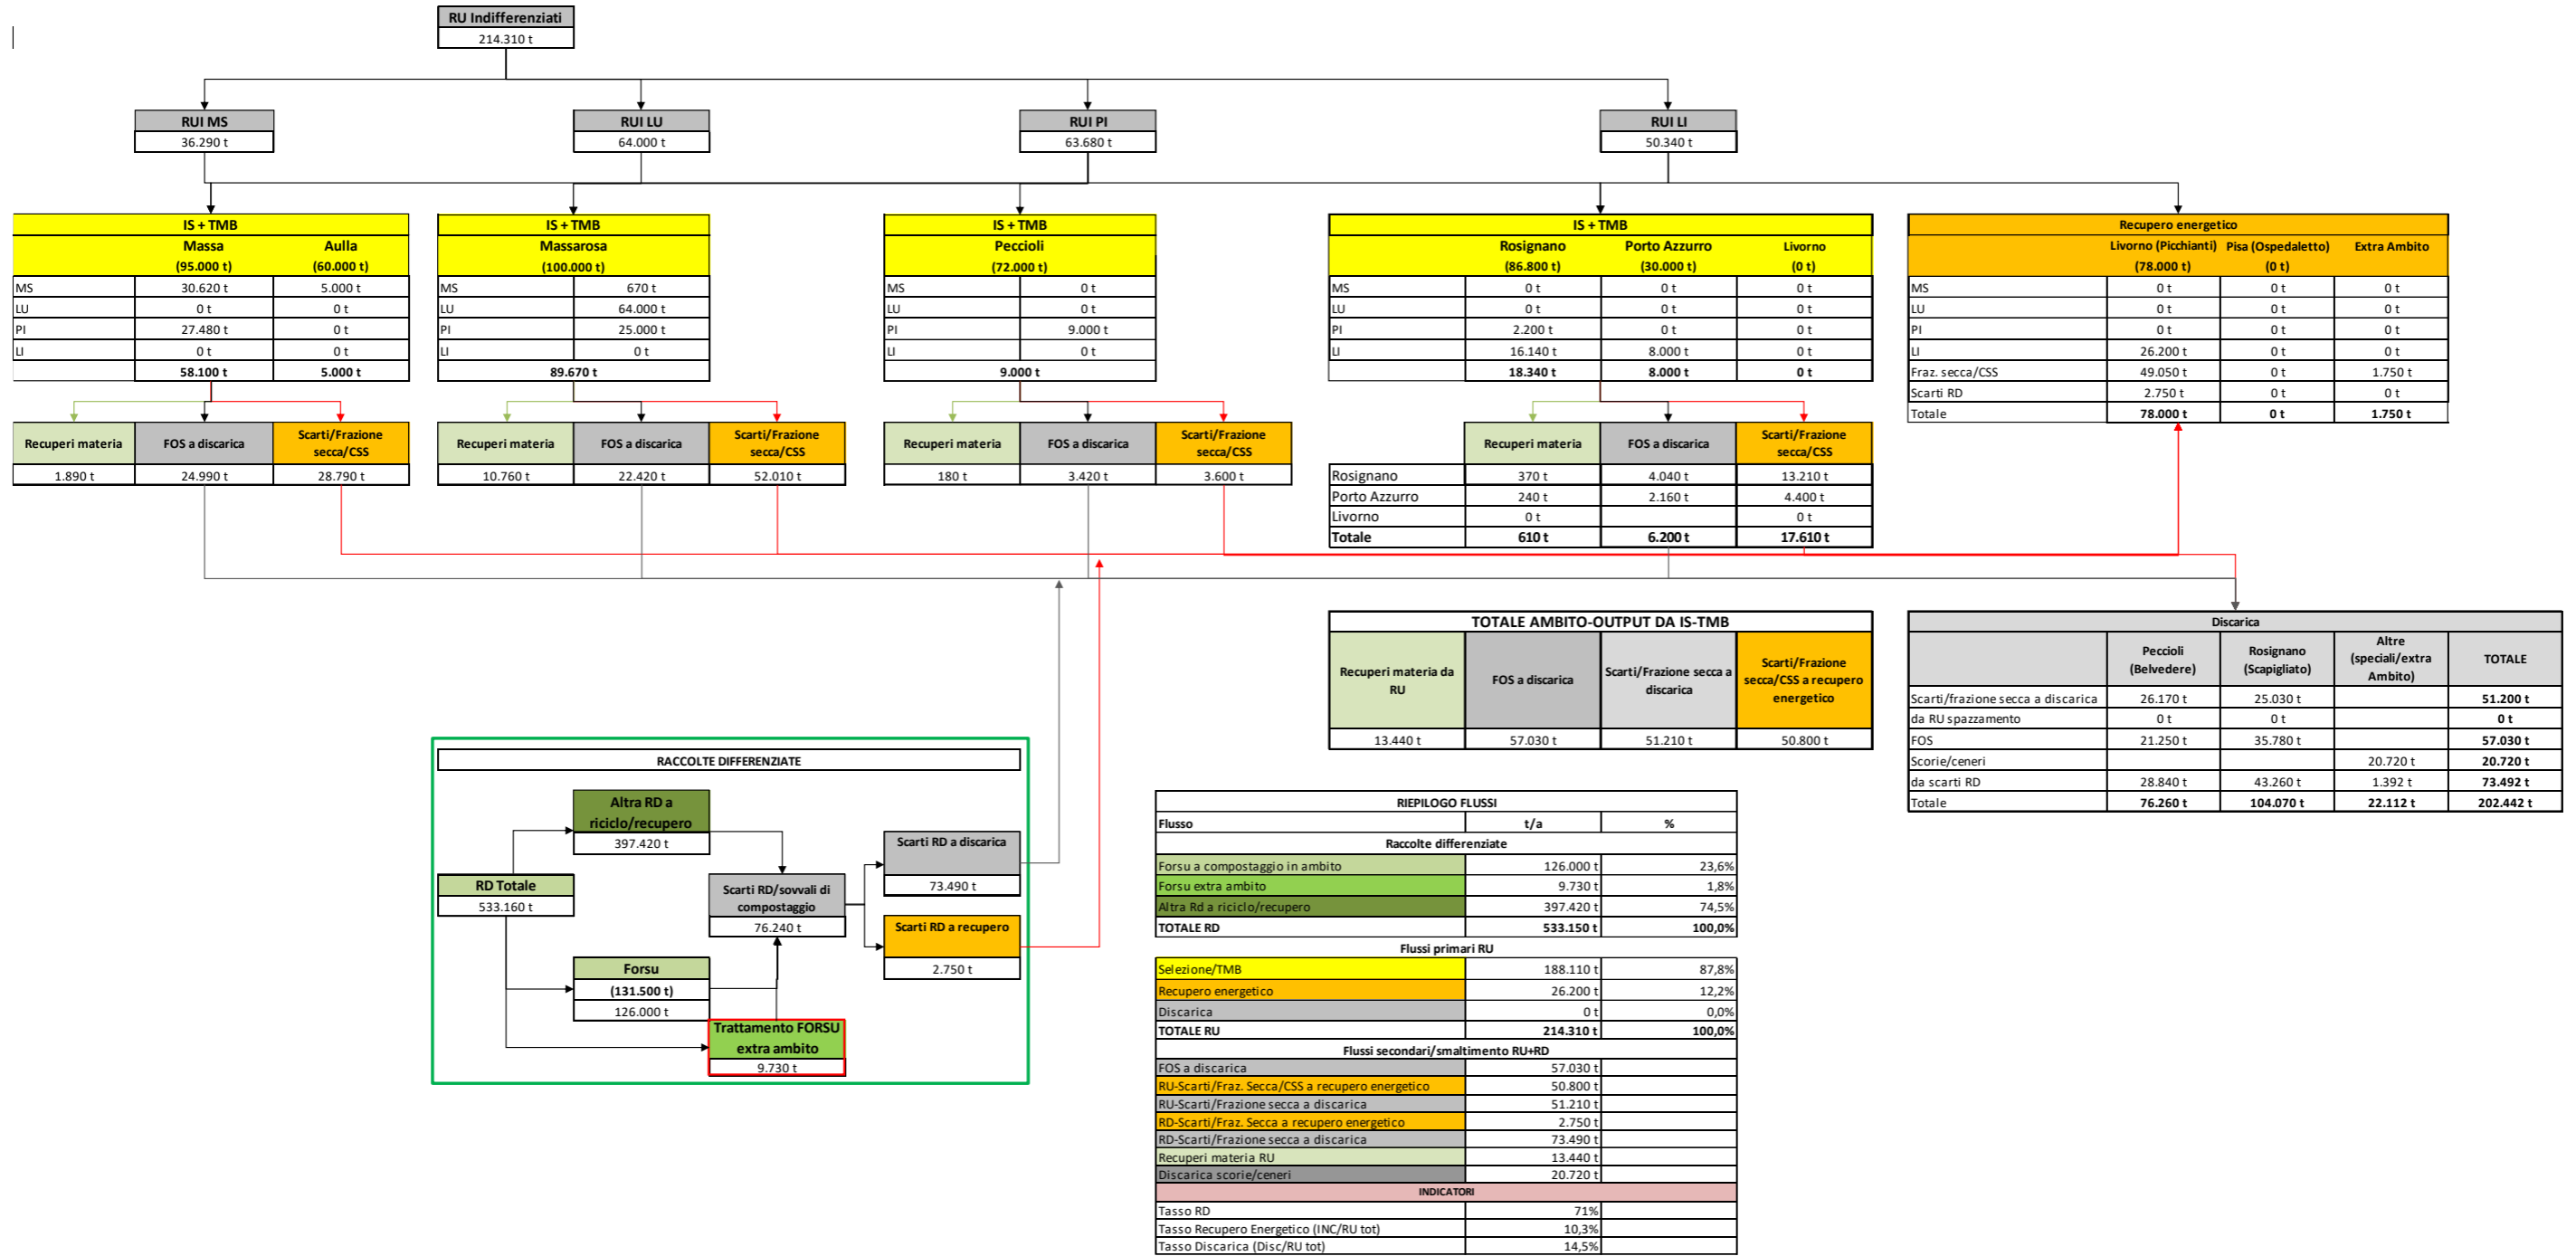 RU Indifferenziati
214.310 t
RUI MS
36.290 t
RUI LU
64.000 t
RUI PI
63.680 t
RUI LI
50.340 t
IS + TMB
Massa Aulla
(95.000 t) (60.000 t)
MS 30.620 t 5.000 t
LU 0 t 0 t
PI 27.480 t 0 t
LI 0 t 0 t
58.100 t 5.000 t
IS + TMB
Massarosa
(100.000 t)
MS 670 t
LU 64.000 t
PI 25.000 t
LI 0 t
89.670 t
IS + TMB
Peccioli
(72.000 t)
MS 0 t
LU 0 t
PI 9.000 t
LI 0 t
9.000 t
IS + TMB
Rosignano Porto Azzurro Livorno
(86.800 t) (30.000 t) (0 t)
MS 0 t 0 t 0 t
LU 0 t 0 t 0 t
PI 2.200 t 0 t 0 t
LI 16.140 t 8.000 t 0 t
18.340 t 8.000 t 0 t
Recupero energetico
Livorno (Picchianti) Pisa (Ospedaletto) Extra Ambito
(78.000 t) (0 t)
MS 0 t 0 t 0 t
LU 0 t 0 t 0 t
PI 0 t 0 t 0 t
LI 26.200 t 0 t 0 t
Fraz. secca/CSS 49.050 t 0 t 1.750 t
Scarti RD 2.750 t 0 t 0 t
Totale 78.000 t 0 t 1.750 t
Recuperi materia FOS a discarica Scarti/Frazione
secca/CSS
1.890 t 24.990 t 28.790 t
Recuperi materia FOS a discarica Scarti/Frazione
secca/CSS
10.760 t 22.420 t 52.010 t
Recuperi materia FOS a discarica Scarti/Frazione
secca/CSS
180 t 3.420 t 3.600 t
Recuperi materia FOS a discarica Scarti/Frazione
secca/CSS
Rosignano 370 t 4.040 t 13.210 t
Porto Azzurro 240 t 2.160 t 4.400 t
Livorno 0 t 0 t
Totale 610 t 6.200 t 17.610 t
TOTALE AMBITO-OUTPUT DA IS-TMB
Recuperi materia da
RU
FOS a discarica
Scarti/Frazione secca a
discarica
Scarti/Frazione
secca/CSS a recupero
energetico
13.440 t 57.030 t 51.210 t 50.800 t
Discarica
Peccioli
(Belvedere)
Rosignano
(Scapigliato)
Altre
(speciali/extra
Ambito)
TOTALE
Scarti/frazione secca a discarica 26.170 t 25.030 t 51.200 t
da RU spazzamento 0 t 0 t 0 t
FOS 21.250 t 35.780 t 57.030 t
Scorie/ceneri 20.720 t 20.720 t
da scarti RD 28.840 t 43.260 t 1.392 t 73.492 t
Totale 76.260 t 104.070 t 22.112 t 202.442 t
RACCOLTE DIFFERENZIATE
Altra RD a
riciclo/recupero
397.420 t
RD Totale
533.160 t
Scarti RD/sovvali di
compostaggio
76.240 t
Scarti RD a discarica
73.490 t
Scarti RD a recupero
2.750 t
Forsu
(131.500 t)
126.000 t
Trattamento FORSU
extra ambito
9.730 t
RIEPILOGO FLUSSI
Flusso t/a %
Raccolte differenziate
Forsu a compostaggio in ambito 126.000 t 23,6%
Forsu extra ambito 9.730 t 1,8%
Altra Rd a riciclo/recupero 397.420 t 74,5%
TOTALE RD 533.150 t 100,0%
Flussi primari RU
Selezione/TMB 188.110 t 87,8%
Recupero energetico 26.200 t 12,2%
Discarica 0 t 0,0%
TOTALE RU 214.310 t 100,0%
Flussi secondari/smaltimento RU+RD
FOS a discarica 57.030 t
RU-Scarti/Fraz. Secca/CSS a recupero energetico 50.800 t
RU-Scarti/Frazione secca a discarica 51.210 t
RD-Scarti/Fraz. Secca a recupero energetico 2.750 t
RD-Scarti/Frazione secca a discarica 73.490 t
Recuperi materia RU 13.440 t
Discarica scorie/ceneri 20.720 t
INDICATORI
Tasso RD 71%
Tasso Recupero Energetico (INC/RU tot) 10,3%
Tasso Discarica (Disc/RU tot) 14,5%